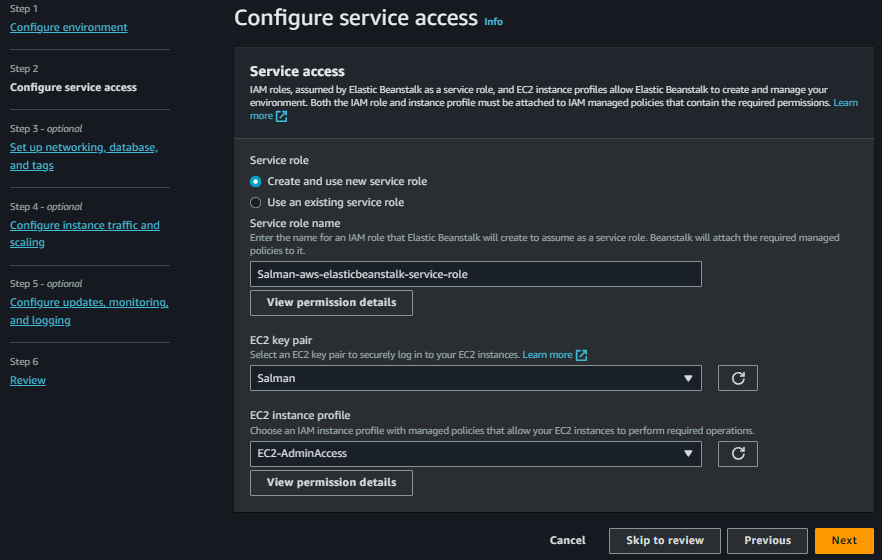 Step 1
Configure environment
Step 2
Configure service access
Step 3 - optional
Set up networking, database,
and tags
Step 4 - optional
Configure instance traffic and
scaling
Step 5 - optional
Configure updates, monitoring,
and logging
Step 6
Review
Configure service access Info
Service access
IAM roles, assumed by Elastic Beanstalk as a service role, and EC2 instance profiles allow Elastic Beanstalk to create and manage your
environment. Both the IAM role and instance profile must be attached to IAM managed policies that contain the required permissions. Learn
more
Service role
Create and use new service role
Use an existing service role
Service role name
Enter the name for an IAM role that Elastic Beanstalk will create to assume as a service role. Beanstalk will attach the required managed
policies to it.
Salman-aws-elasticbeanstalk-service-role
View permission details
EC2 key pair
Select an EC2 key pair to securely log in to your EC2 instances. Learn more
Salman
EC2 instance profile
Choose an IAM instance profile with managed policies that allow your EC2 instances to perform required operations.
EC2-AdminAccess
View permission details
Cancel Skip to review Previous Next